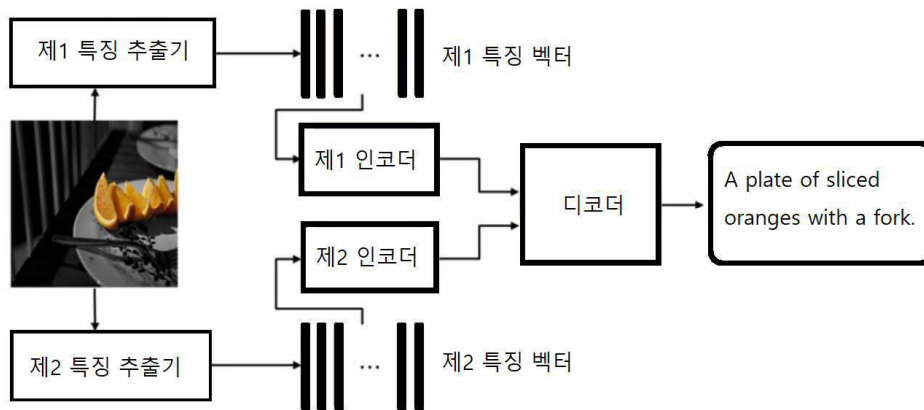 제1 특징 추출기
... 제1 특징 벡터
제1 인코더
디코더
A plate of sliced
oranges with a fork.
제2 인코더
제2 특징 추출기
... 제2 특징 벡터